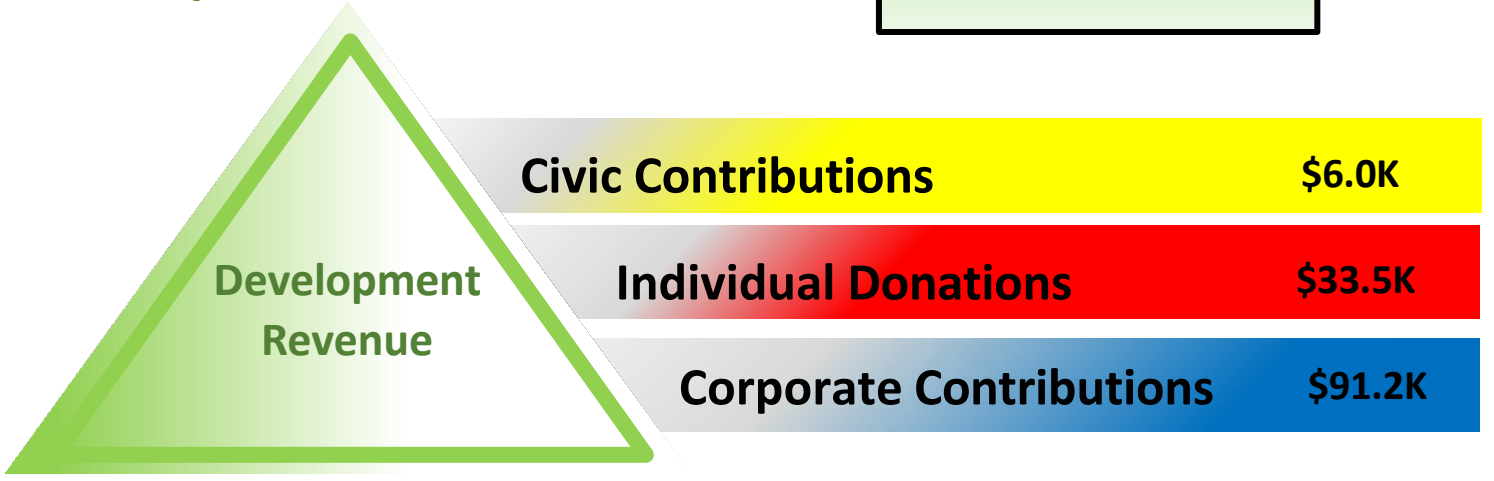 Civic Contributions $6.0K
Individual Donations $33.5K
Development
Revenue
Corporate Contributions $91.2K